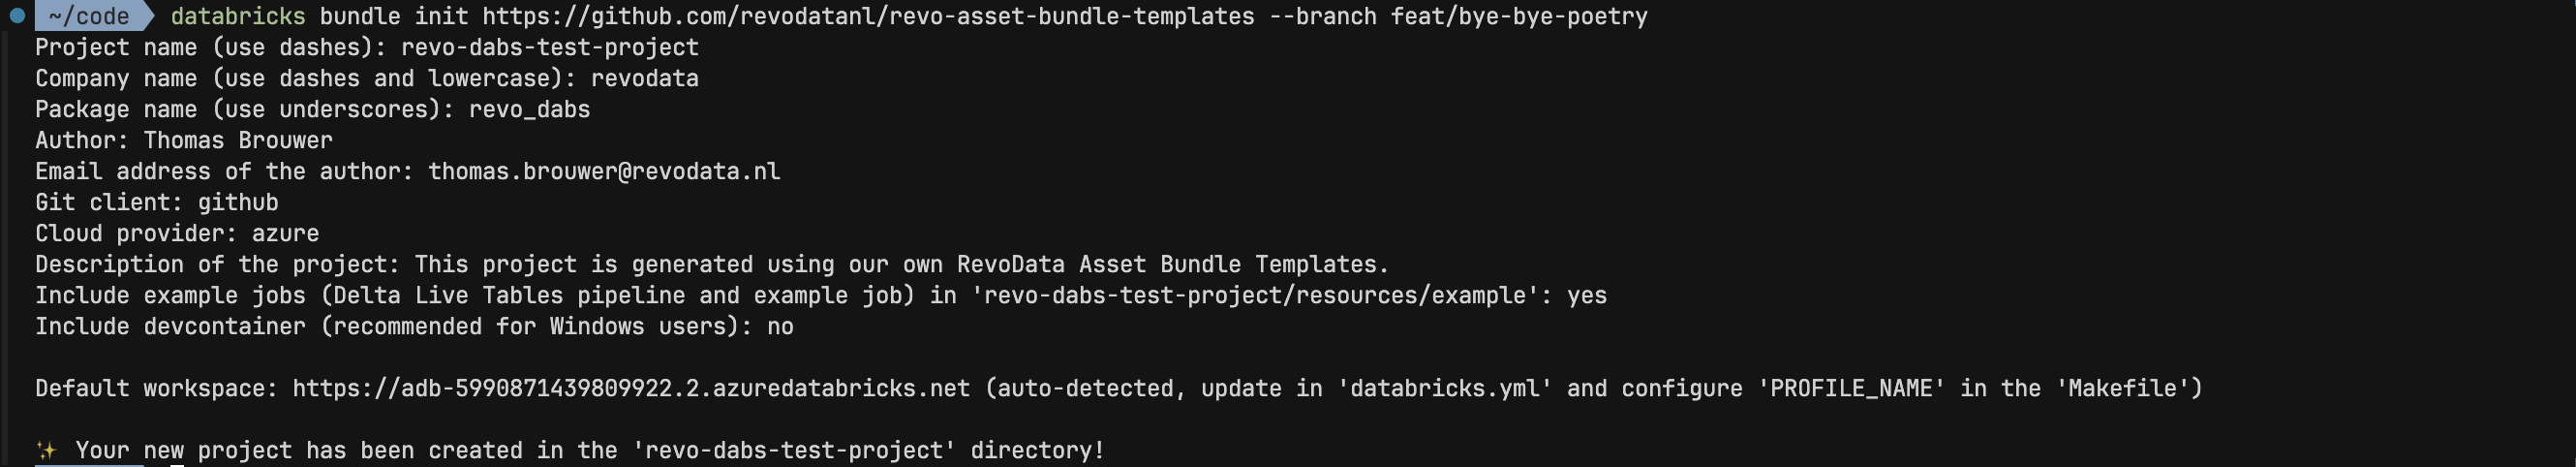 ~/code databricks bundle init https://github.com/revodatanl/revo-asset-bundle-templates --branch feat/bye-bye-poetry
Project name (use dashes): revo-dabs-test-project
Company name (use dashes and lowercase): revodata
Package name (use underscores): revo_dabs
Author: Thomas Brouwer
Email address of the author: thomas.brouwer@revodata.nl
Git client: github
Cloud provider: azure
Description of the project: This project is generated using our own RevoData Asset Bundle Templates.
Include example jobs (Delta Live Tables pipeline and example job) in 'revo-dabs-test-project/resources/example': yes
Include devcontainer (recommended for Windows users): no
Default workspace: https://adb-5990871439809922.2.azuredatabricks.net (auto-detected, update in 'databricks.yml' and configure 'PROFILE_NAME' in the 'Makefile')
✨ Your new project has been created in the 'revo-dabs-test-project' directory!